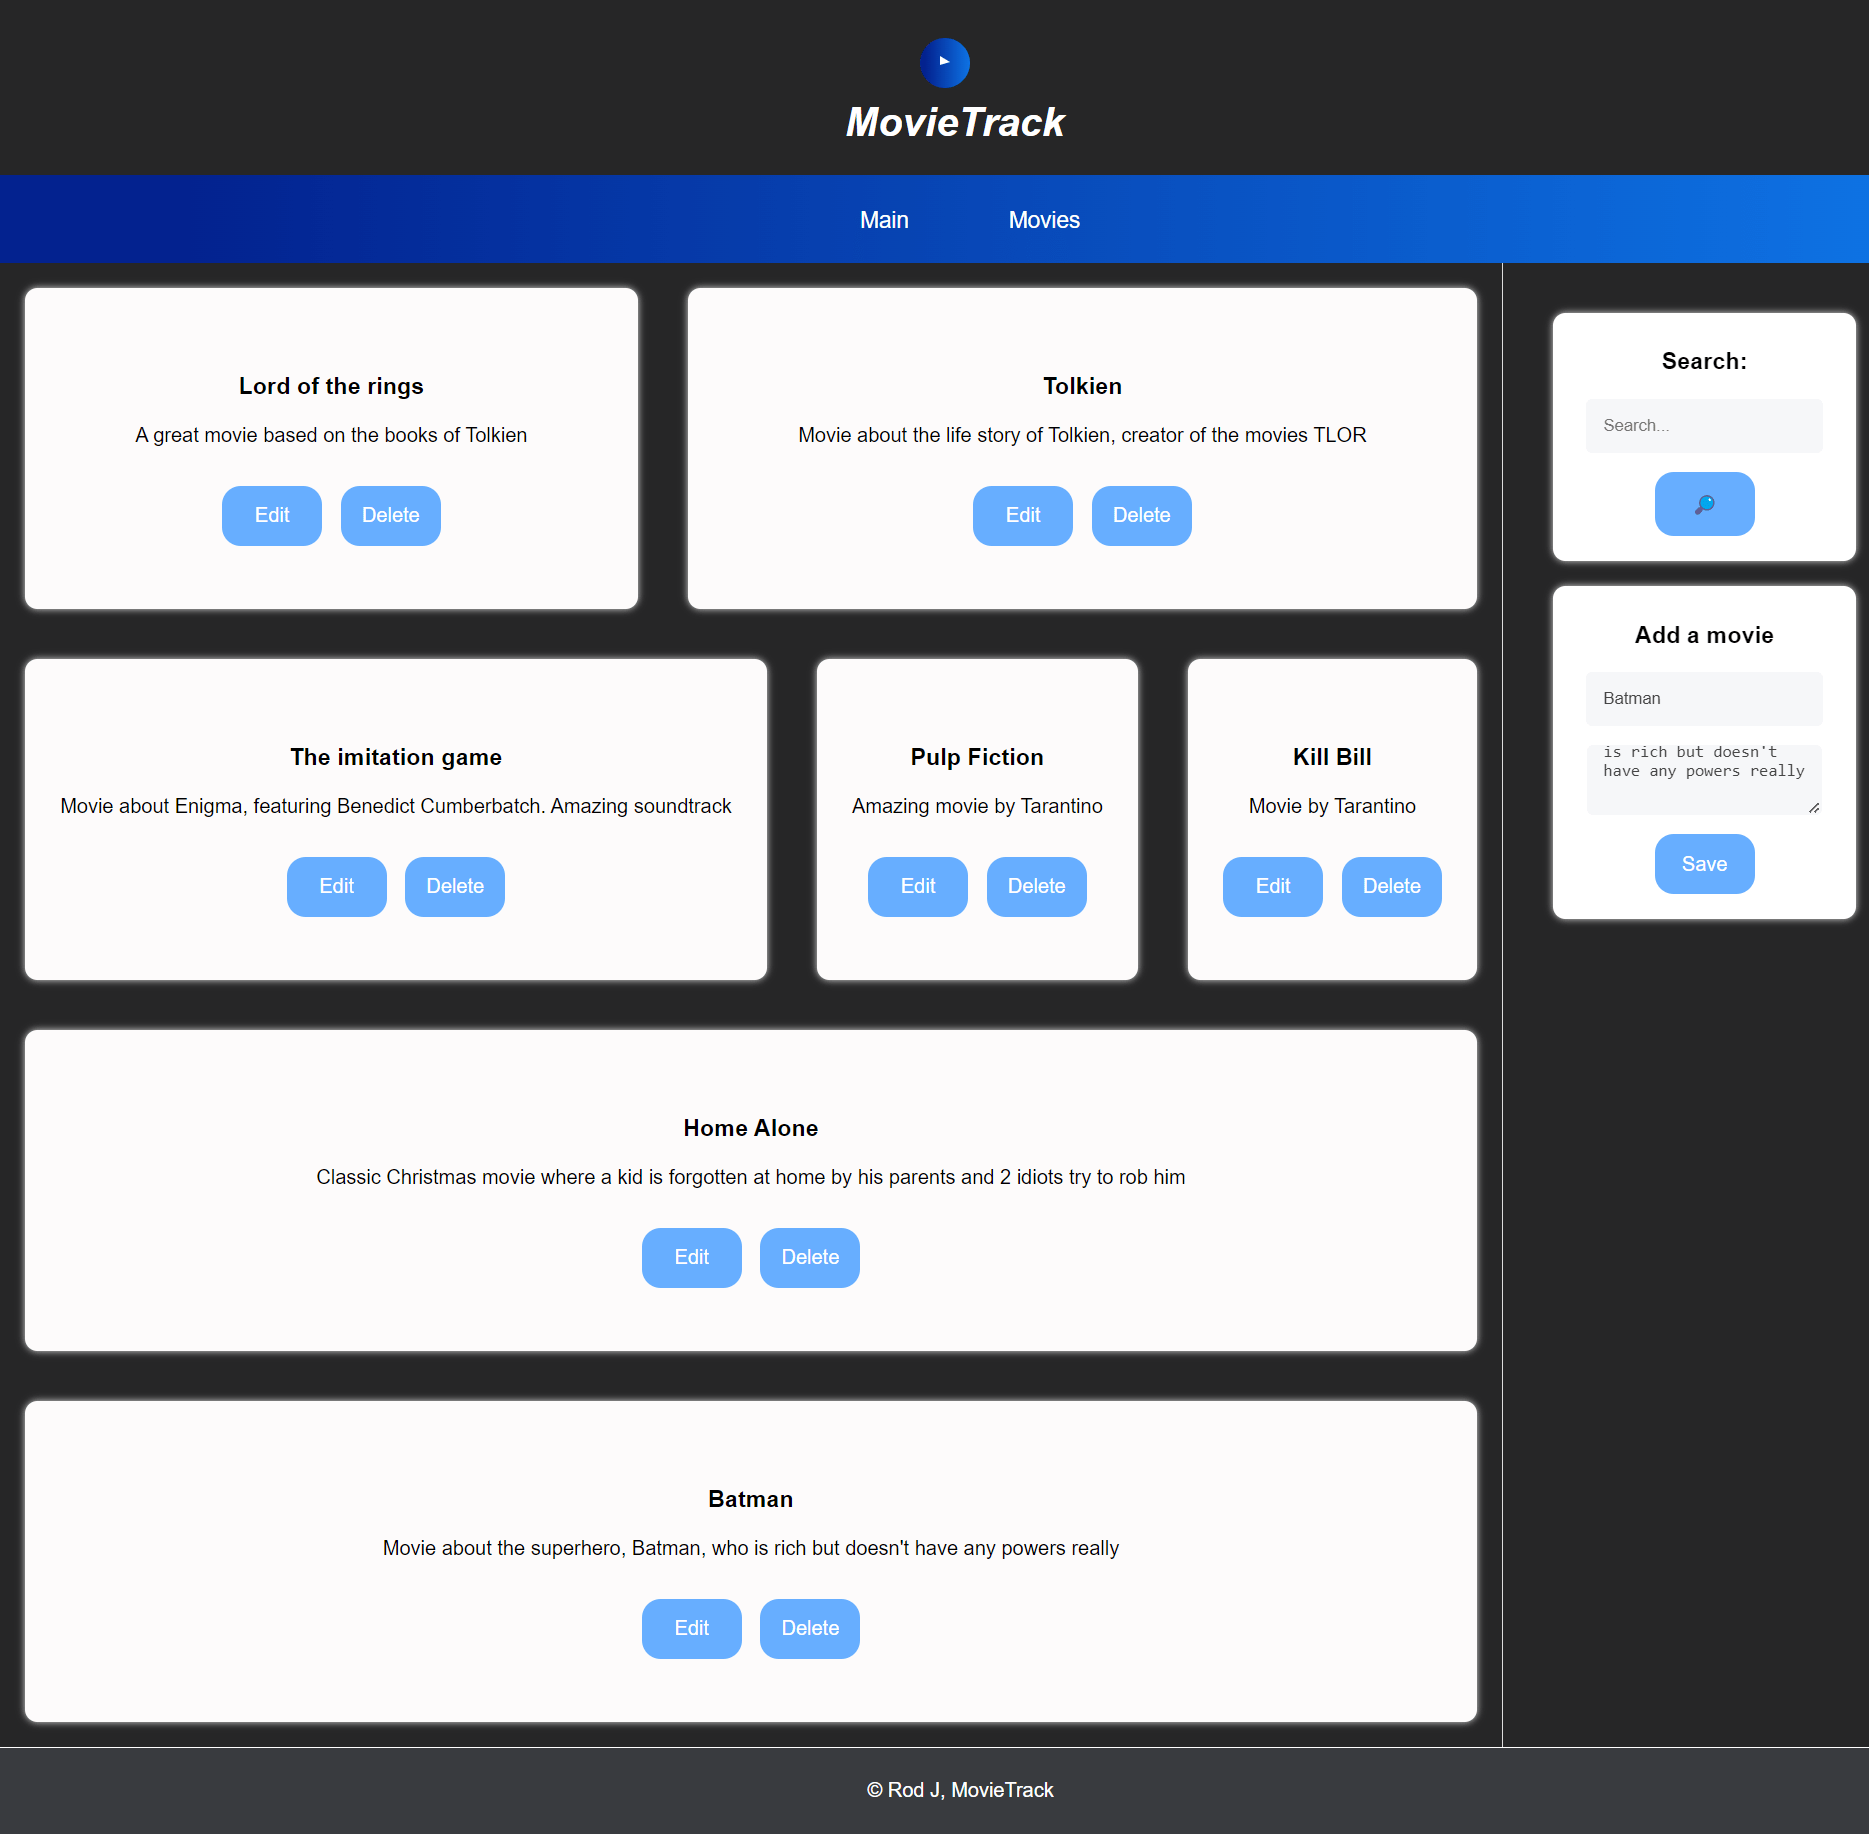 MovieTrack
Main
Movies
Lord of the rings
A great movie based on the books of Tolkien
Edit
Delete
Tolkien
Movie about the life story of Tolkien, creator of the movies TLOR
Edit
Delete
The imitation game
Movie about Enigma, featuring Benedict Cumberbatch. Amazing soundtrack
Edit
Delete
Pulp Fiction
Amazing movie by Tarantino
Edit
Delete
Kill Bill
Movie by Tarantino
Edit
Delete
Home Alone
Classic Christmas movie where a kid is forgotten at home by his parents and 2 idiots try to rob him
Edit
Delete
Batman
Movie about the superhero, Batman, who is rich but doesn't have any powers really
Edit
Delete
Search:
Search...
Add a movie
Batman
is rich but doesn't
have any powers really
Save
© Rod J, MovieTrack